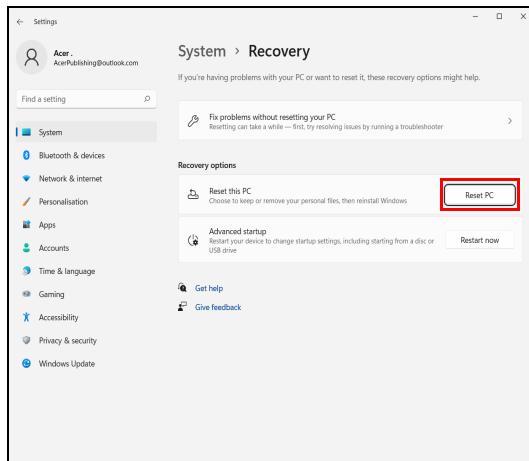 Settings
Acer .
AcerPublishing@outlook.com
Find a setting
System
Bluetooth & devices
Network & internet
Personalisation
Apps
Accounts
Time & language
Gaming
Accessibility
Privacy & security
Windows Update
System > Recovery
If you're having problems with your PC or want to reset it, these recovery options might help.
Fix problems without resetting your PC
Resetting can take a while — first, try resolving issues by running a troubleshooter
Recovery options
Reset this PC
Choose to keep or remove your personal files, then reinstall Windows
Reset PC
Advanced startup
Restart your device to change startup settings, including starting from a disc or
USB drive
Restart now
Get help
Give feedback